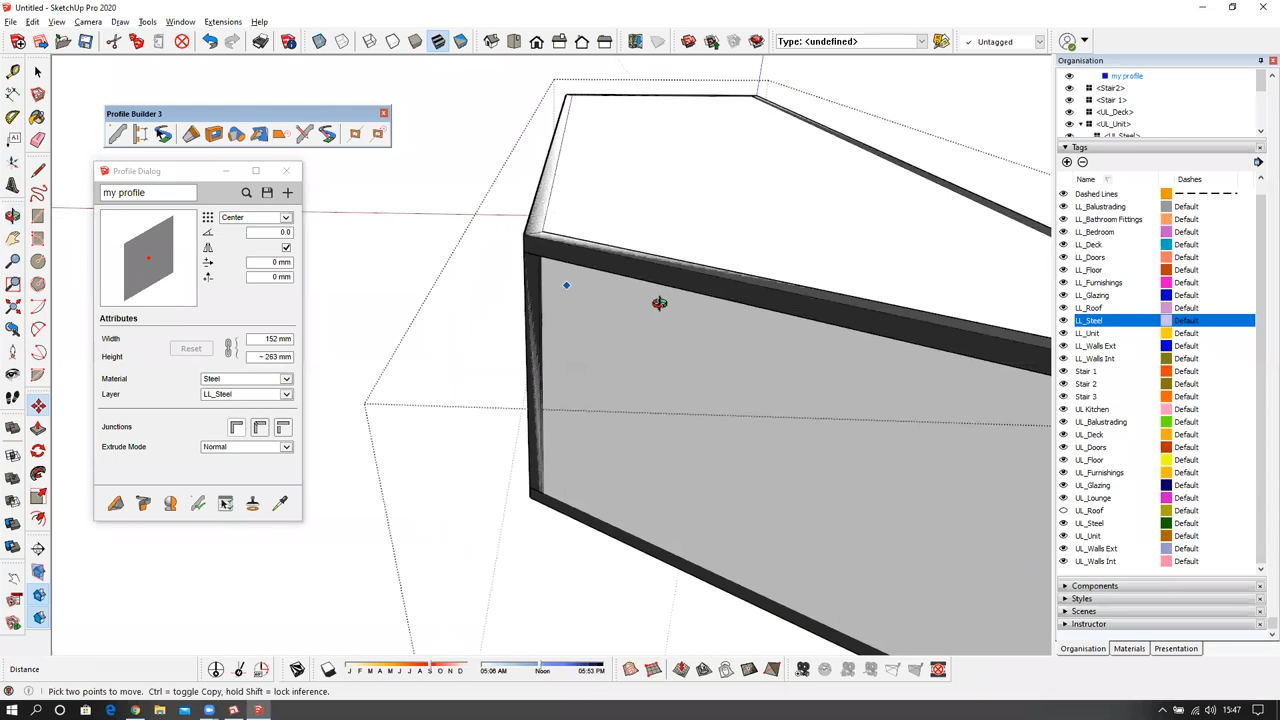 Untitled - SketchUp Pro 2020
File Edit View Camera Draw Tools Window Extensions Help
Type: <undefined>
Untagged
Organisation
my profile
<Stair2>
<Stair 1>
<UL_Deck>
<UL_Unit>
<UL_Steel>
Tags
Name Dashes
Dashed Lines
LL_Balustrading Default
LL_Bathroom Fittings Default
LL_Bedroom Default
LL_Deck Default
LL_Doors Default
LL_Floor Default
LL_Furnishings Default
LL_Glazing Default
LL_Roof Default
LL_Steel Default
LL_Unit Default
LL_Walls Ext Default
LL_Walls Int Default
Stair 1 Default
Stair 2 Default
Stair 3 Default
UL Kitchen Default
UL_Balustrading Default
UL_Deck Default
UL_Doors Default
UL_Floor Default
UL_Furnishings Default
UL_Glazing Default
UL_Lounge Default
UL_Roof Default
UL_Steel Default
UL_Unit Default
UL_Walls Ext Default
UL_Walls Int Default
Components
Styles
Scenes
Instructor
Organisation Materials Presentation
Profile Builder 3
Profile Dialog
my profile
Center
0.0
0 mm
0 mm
Attributes
Width 152 mm
Reset
Height ~ 263 mm
Material Steel
Layer LL_Steel
Junctions
Extrude Mode Normal
Distance
J F M A M J J A S O N D
05:06 AM Noon 05:53 PM
Pick two points to move. Ctrl = toggle Copy, hold Shift = lock inference.
15:47